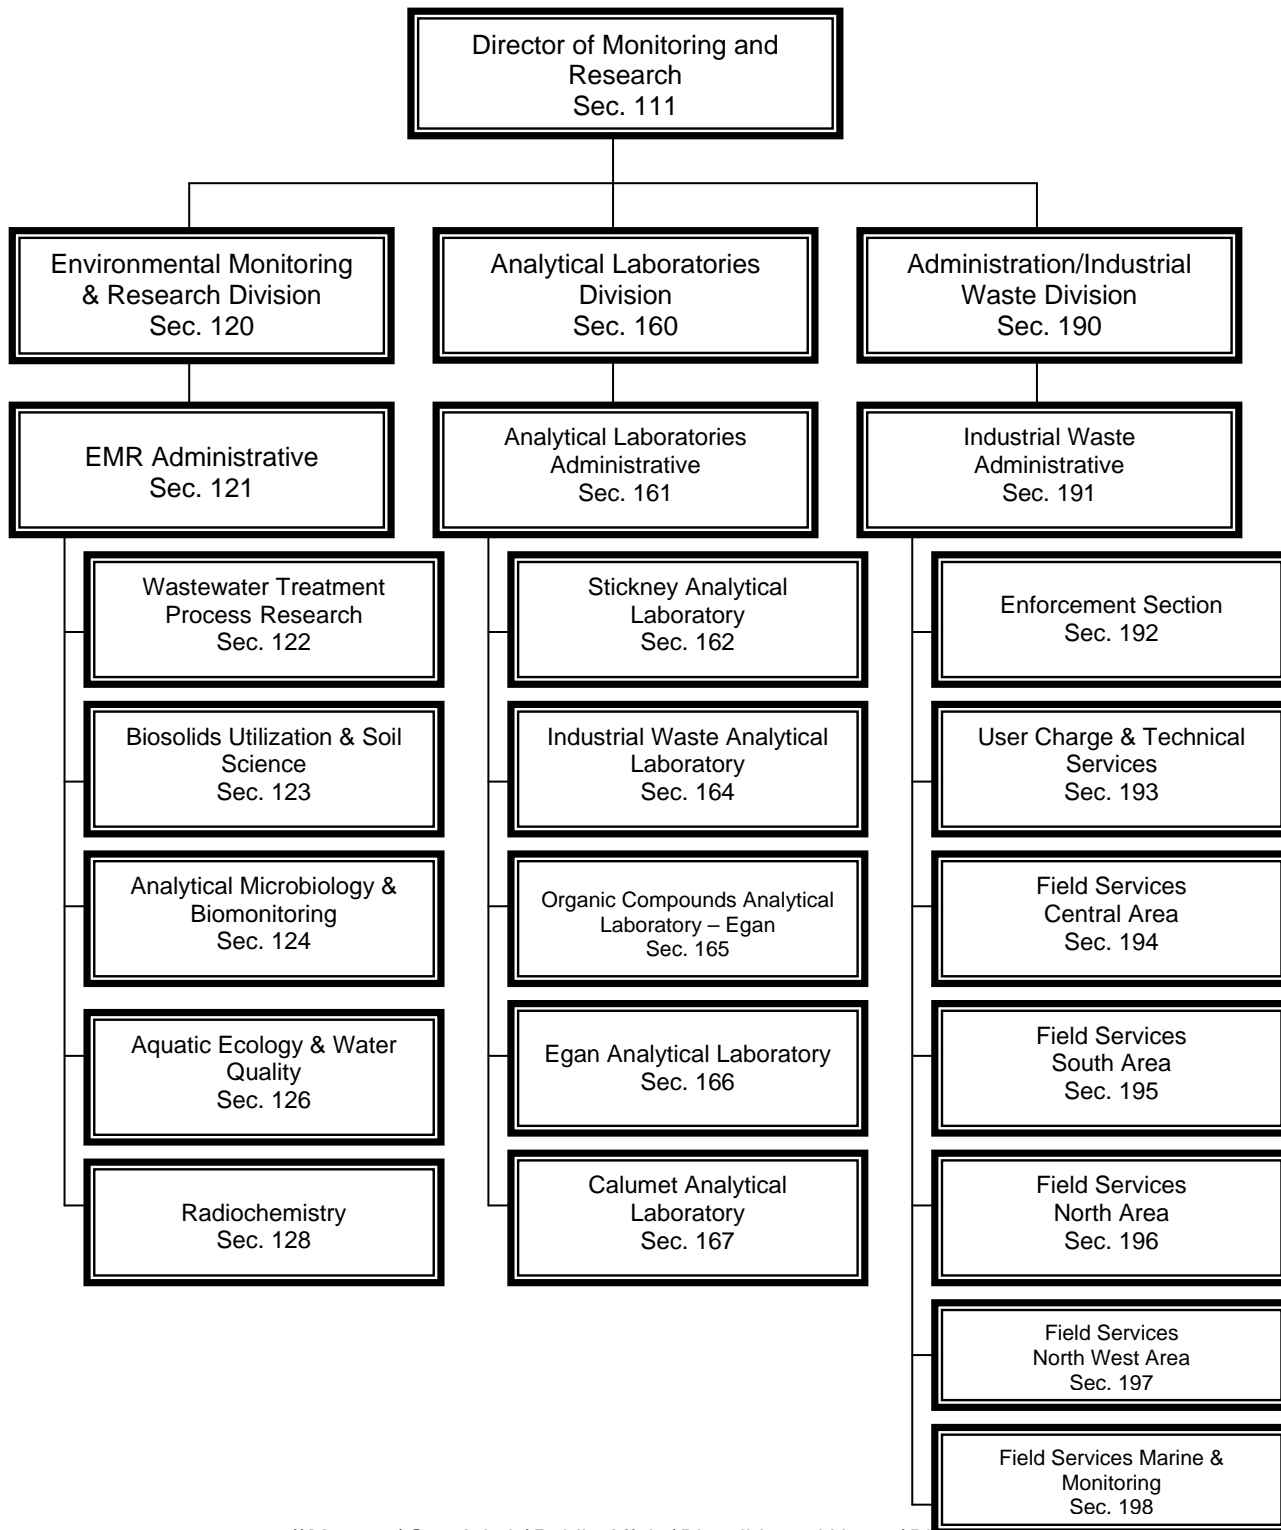 Director of Monitoring and
Research
Sec. 111
Environmental Monitoring
& Research Division
Sec. 120
Analytical Laboratories
Division
Sec. 160
Administration/Industrial
Waste Division
Sec. 190
EMR Administrative
Sec. 121
Analytical Laboratories
Administrative
Sec. 161
Industrial Waste
Administrative
Sec. 191
Wastewater Treatment
Process Research
Sec. 122
Biosolids Utilization & Soil
Science
Sec. 123
Analytical Microbiology &
Biomonitoring
Sec. 124
Aquatic Ecology & Water
Quality
Sec. 126
Radiochemistry
Sec. 128
Stickney Analytical
Laboratory
Sec. 162
Industrial Waste Analytical
Laboratory
Sec. 164
Organic Compounds Analytical
Laboratory – Egan
Sec. 165
Egan Analytical Laboratory
Sec. 166
Calumet Analytical
Laboratory
Sec. 167
Enforcement Section
Sec. 192
User Charge & Technical
Services
Sec. 193
Field Services
Central Area
Sec. 194
Field Services
South Area
Sec. 195
Field Services
North Area
Sec. 196
Field Services
North West Area
Sec. 197
Field Services Marine &
Monitoring
Sec. 198